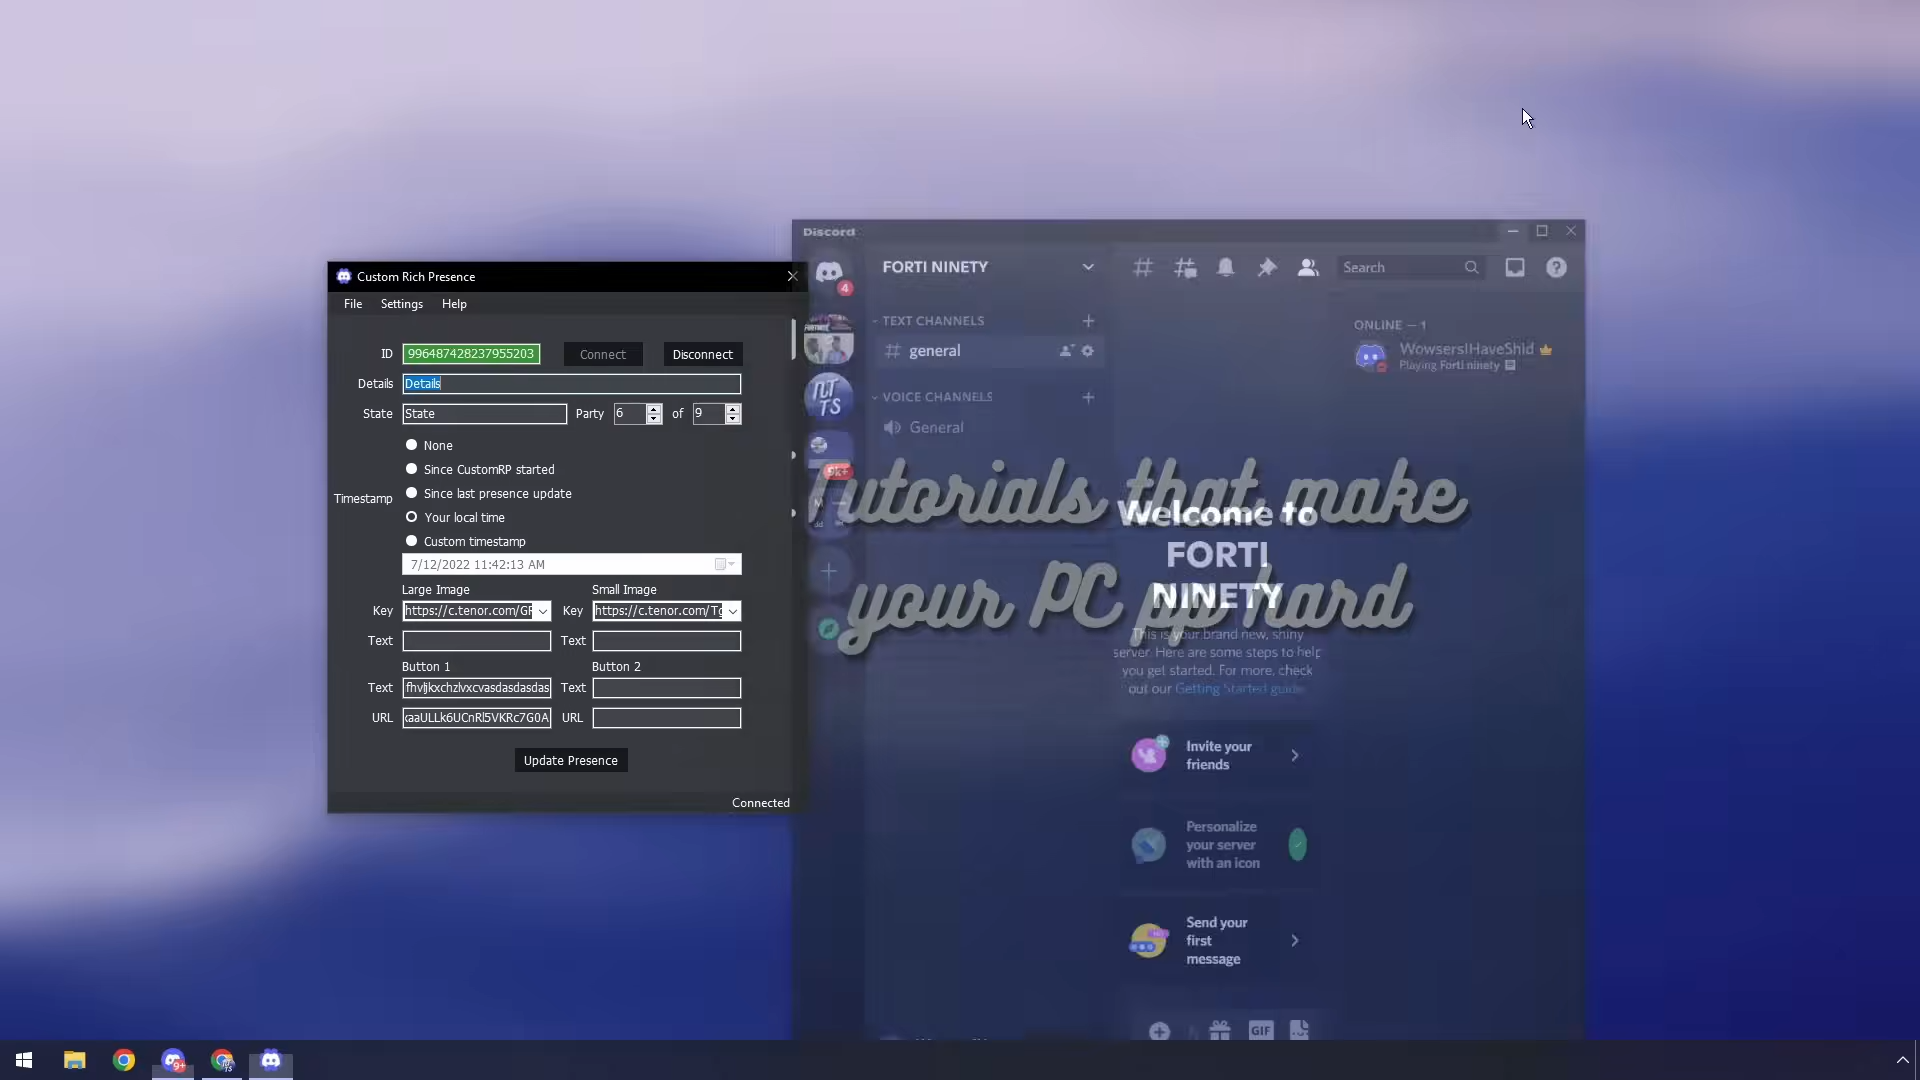 Custom Rich Presence
File Settings Help
ID 996487428237955203 Connect Disconnect
Details Details
State State Party 6 of 9
None
Since CustomRP started
Since last presence update
Timestamp
Your local time
Custom timestamp
7/12/2022 11:42:13 AM
Large Image Small Image
Key https://c.tenor.com/GF Key https://c.tenor.com/Tg
Text Text
Button 1 Button 2
Text fhvljkxchzlvxcvasdasdasdas Text
URL URL
Update Presence
Connected
Discord
4
FORTI NINETY
Search
TEXT CHANNELS
general
VOICE CHANNELS
General
9k+
ONLINE — 1
WowsersIHaveShid
Playing Forti ninety
Tutorials that make
your PC pp hard
Welcome to
FORTI
NINETY
This is your brand new, shiny
server. Here are some steps to help
you get started. For more, check
out our Getting Started guide.
Invite your
friends
Personalize
your server
with an icon
Send your
first
message
GIF
9+